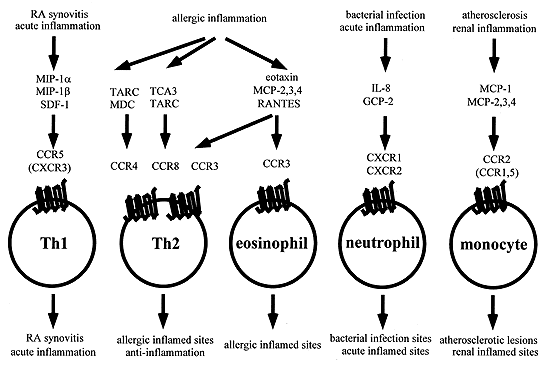 RA synovitis
acute inflammation
allergic inflammation
bacterial infection
acute inflammation
atherosclerosis
renal inflammation
MIP-1α
MIP-1β
SDF-1
TARC
MDC
TCA3
TARC
eotaxin
MCP-2,3,4
RANTES
IL-8
GCP-2
MCP-1
MCP-2,3,4
CCR5
(CXCR3)
CCR4
CCR8
CCR3
CCR3
CXCR1
CXCR2
CCR2
(CCR1,5)
Th1
Th2
eosinophil
neutrophil
monocyte
RA synovitis
acute inflammation
allergic inflamed sites
anti-inflammation
allergic inflamed sites
bacterial infection sites
acute inflamed sites
atherosclerotic lesions
renal inflamed sites